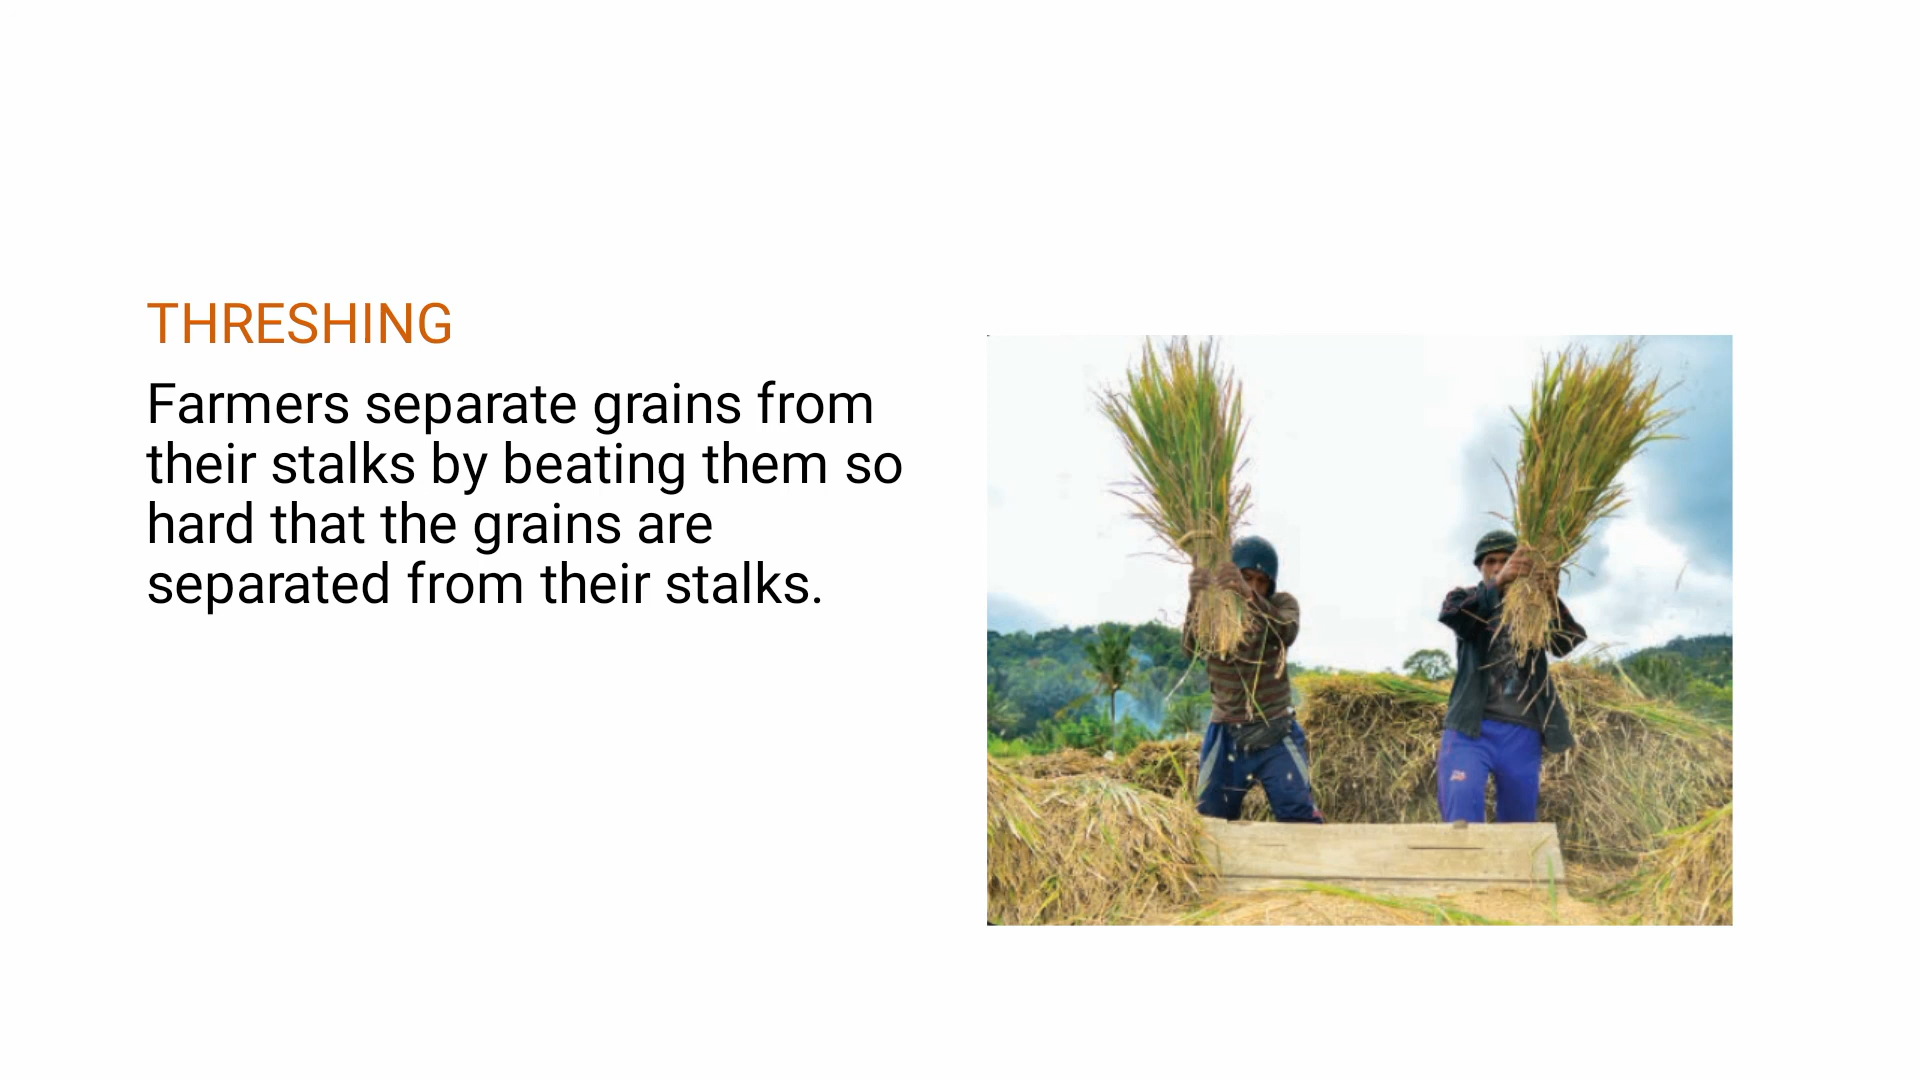 THRESHING
Farmers separate grains from
their stalks by beating them so
hard that the grains are
separated from their stalks.